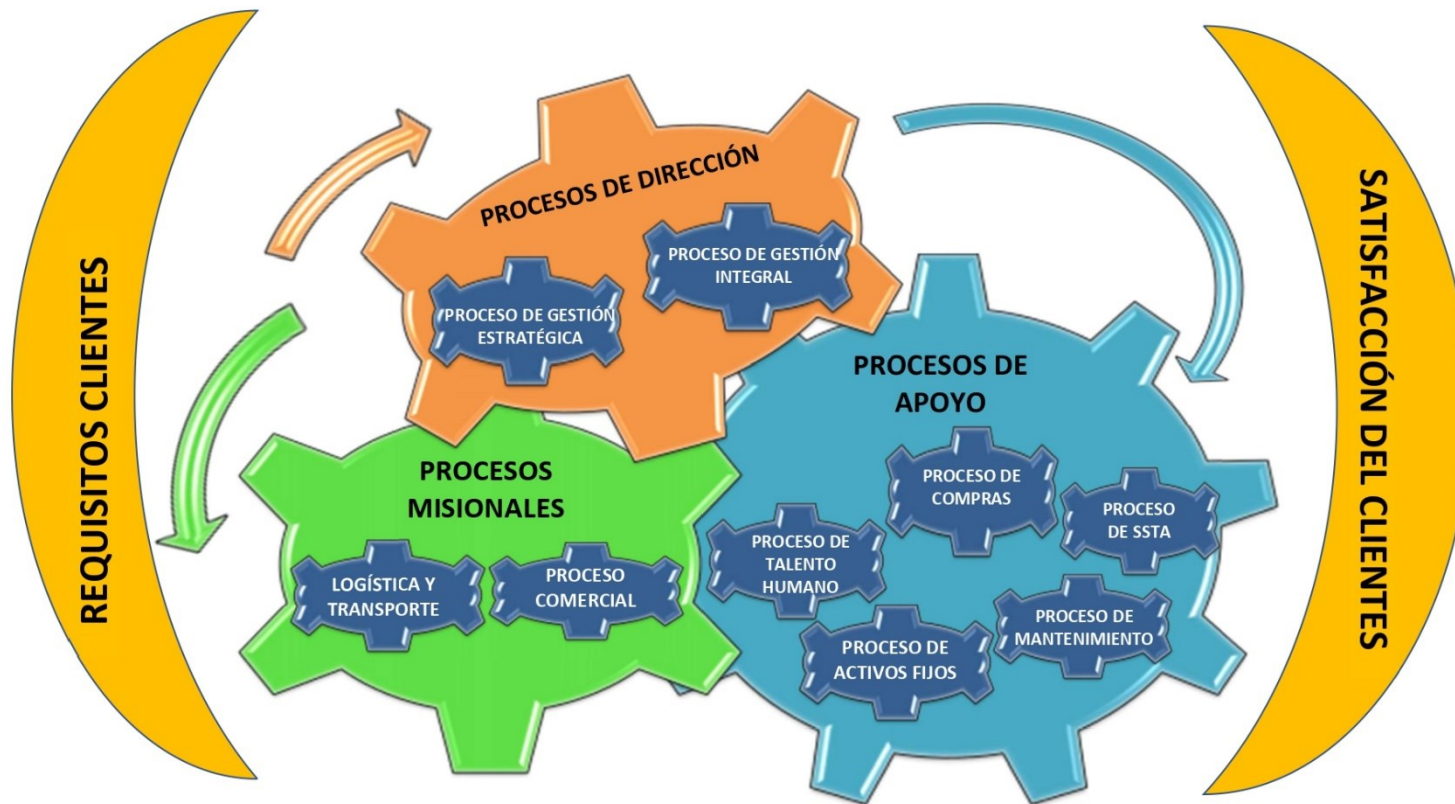 REQUISITOS CLIENTES
PROCESOS DE DIRECCIÓN
PROCESO DE GESTIÓN
ESTRATÉGICA
PROCESO DE GESTIÓN
INTEGRAL
PROCESOS
MISIONALES
LOGÍSTICA Y
TRANSPORTE
PROCESO
COMERCIAL
PROCESOS DE
APOYO
PROCESO DE
COMPRAS
PROCESO
DE SSTA
PROCESO DE
TALENTO
HUMANO
PROCESO DE
MANTENIMIENTO
PROCESO DE
ACTIVOS FIJOS
SATISFACCIÓN DEL CLIENTES